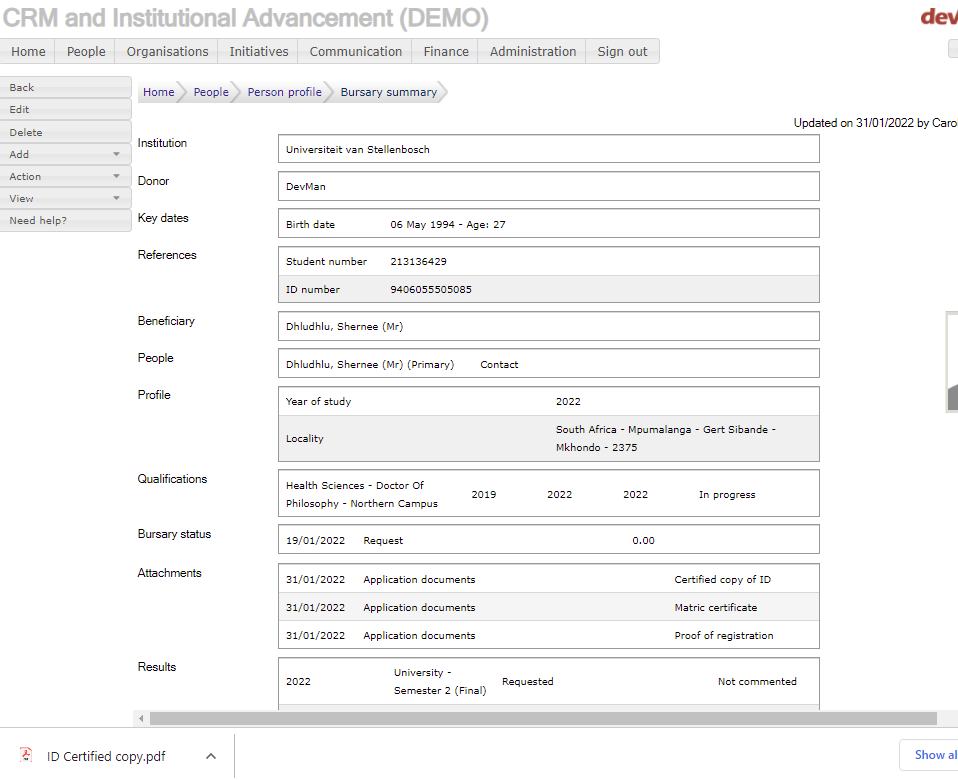 CRM and Institutional Advancement (DEMO)
dev
Home People Organisations Initiatives Communication Finance Administration Sign out
Back
Edit
Delete
Add
Action
View
Need help?
Home People Person profile Bursary summary
Updated on 31/01/2022 by Caro
Institution
Universiteit van Stellenbosch
Donor
DevMan
Key dates
Birth date 06 May 1994 - Age: 27
References
Student number 213136429
ID number 9406055505085
Beneficiary
Dhludhlu, Shernee (Mr)
People
Dhludhlu, Shernee (Mr) (Primary) Contact
Profile
Year of study 2022
Locality
South Africa - Mpumalanga - Gert Sibande -
Mkhondo - 2375
Qualifications
Health Sciences - Doctor Of
Philosophy - Northern Campus
2019 2022 2022 In progress
Bursary status
19/01/2022 Request 0.00
Attachments
31/01/2022 Application documents Certified copy of ID
31/01/2022 Application documents Matric certificate
31/01/2022 Application documents Proof of registration
Results
2022
University -
Semester 2 (Final)
Requested Not commented
ID Certified copy.pdf
Show al